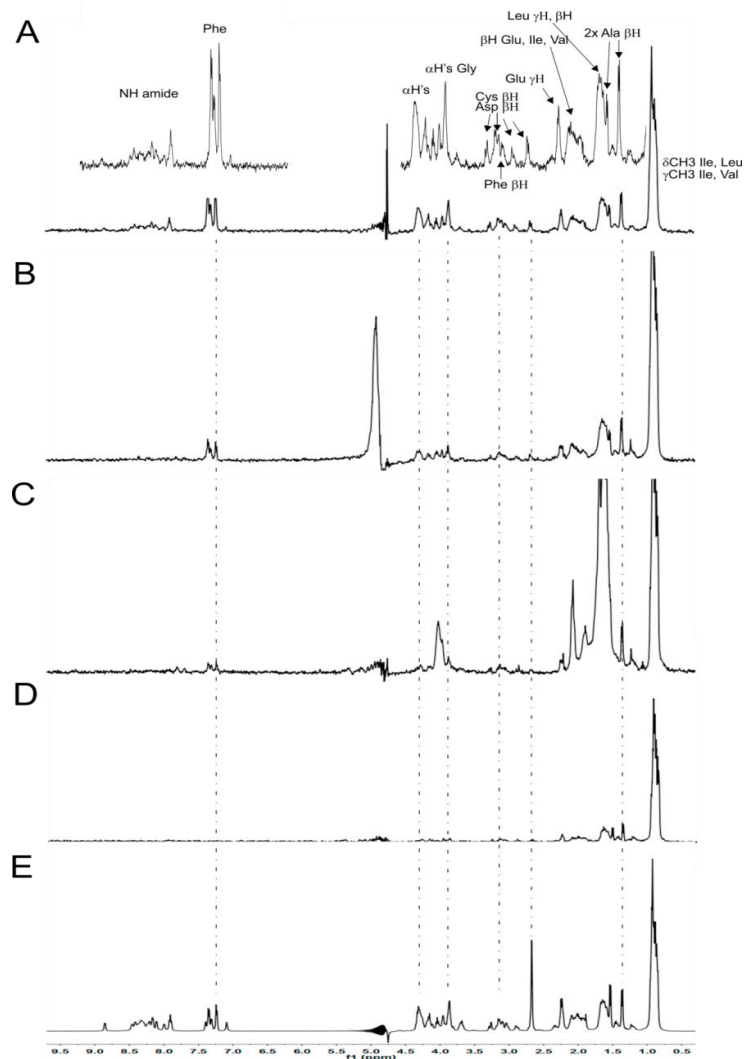 A
Phe
NH amide
αH's
αH's Gly
Cys βH
Asp βH
Phe βH
Glu γH
βH Glu, Ile, Val
Leu γH, βH
2x Ala βH
δCH3 Ile, Leu
γCH3 Ile, Val
B
C
D
E
9.5 9.0 8.5 8.0 7.5 7.0 6.5 6.0 5.5 5.0 4.5 4.0 3.5 3.0 2.5 2.0 1.5 1.0 0.5
f1 (ppm)